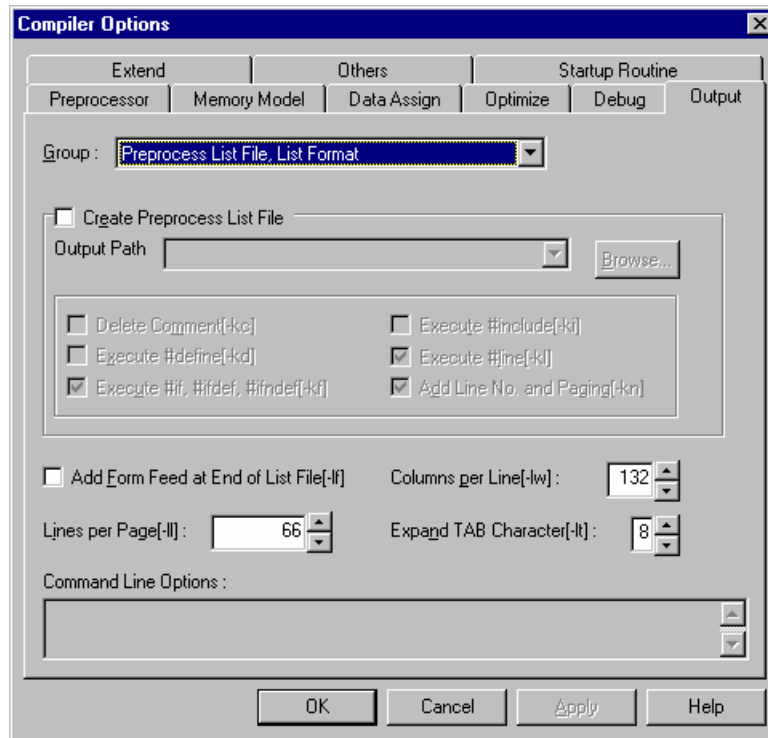 Compiler Options
Extend Others Startup Routine
Preprocessor Memory Model Data Assign Optimize Debug Output
Group : Preprocess List File, List Format
Create Preprocess List File
Output Path Browse...
Delete Comment[-kc] Execute #include[-ki]
Execute #define[-kd] Execute #line[-kl]
Execute #if, #ifdef, #ifndef[-kf] Add Line No. and Paging[-kn]
Add Form Feed at End of List File[-lf] Columns per Line[-lw] : 132
Lines per Page[-ll] : 66 Expand TAB Character[-lt] : 8
Command Line Options :
OK Cancel Apply Help